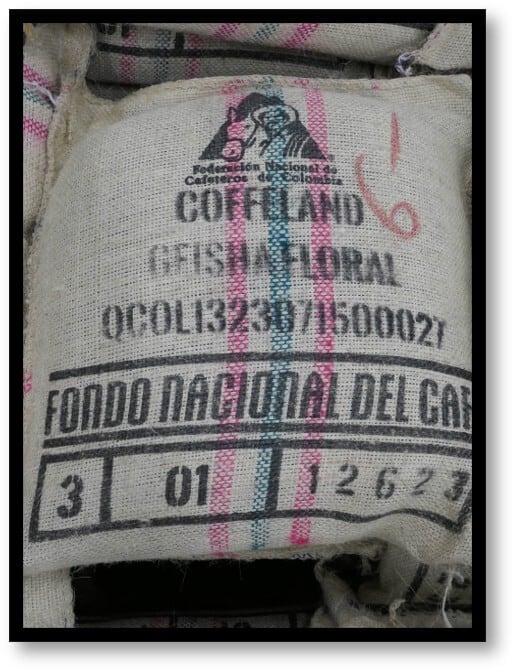 Federación Nacional de
Cafeteros de Colombia
COFFELAND
GEISHA FLORAL
QCOL1323071500027
FONDO NACIONAL DEL CAF
3 01 12623